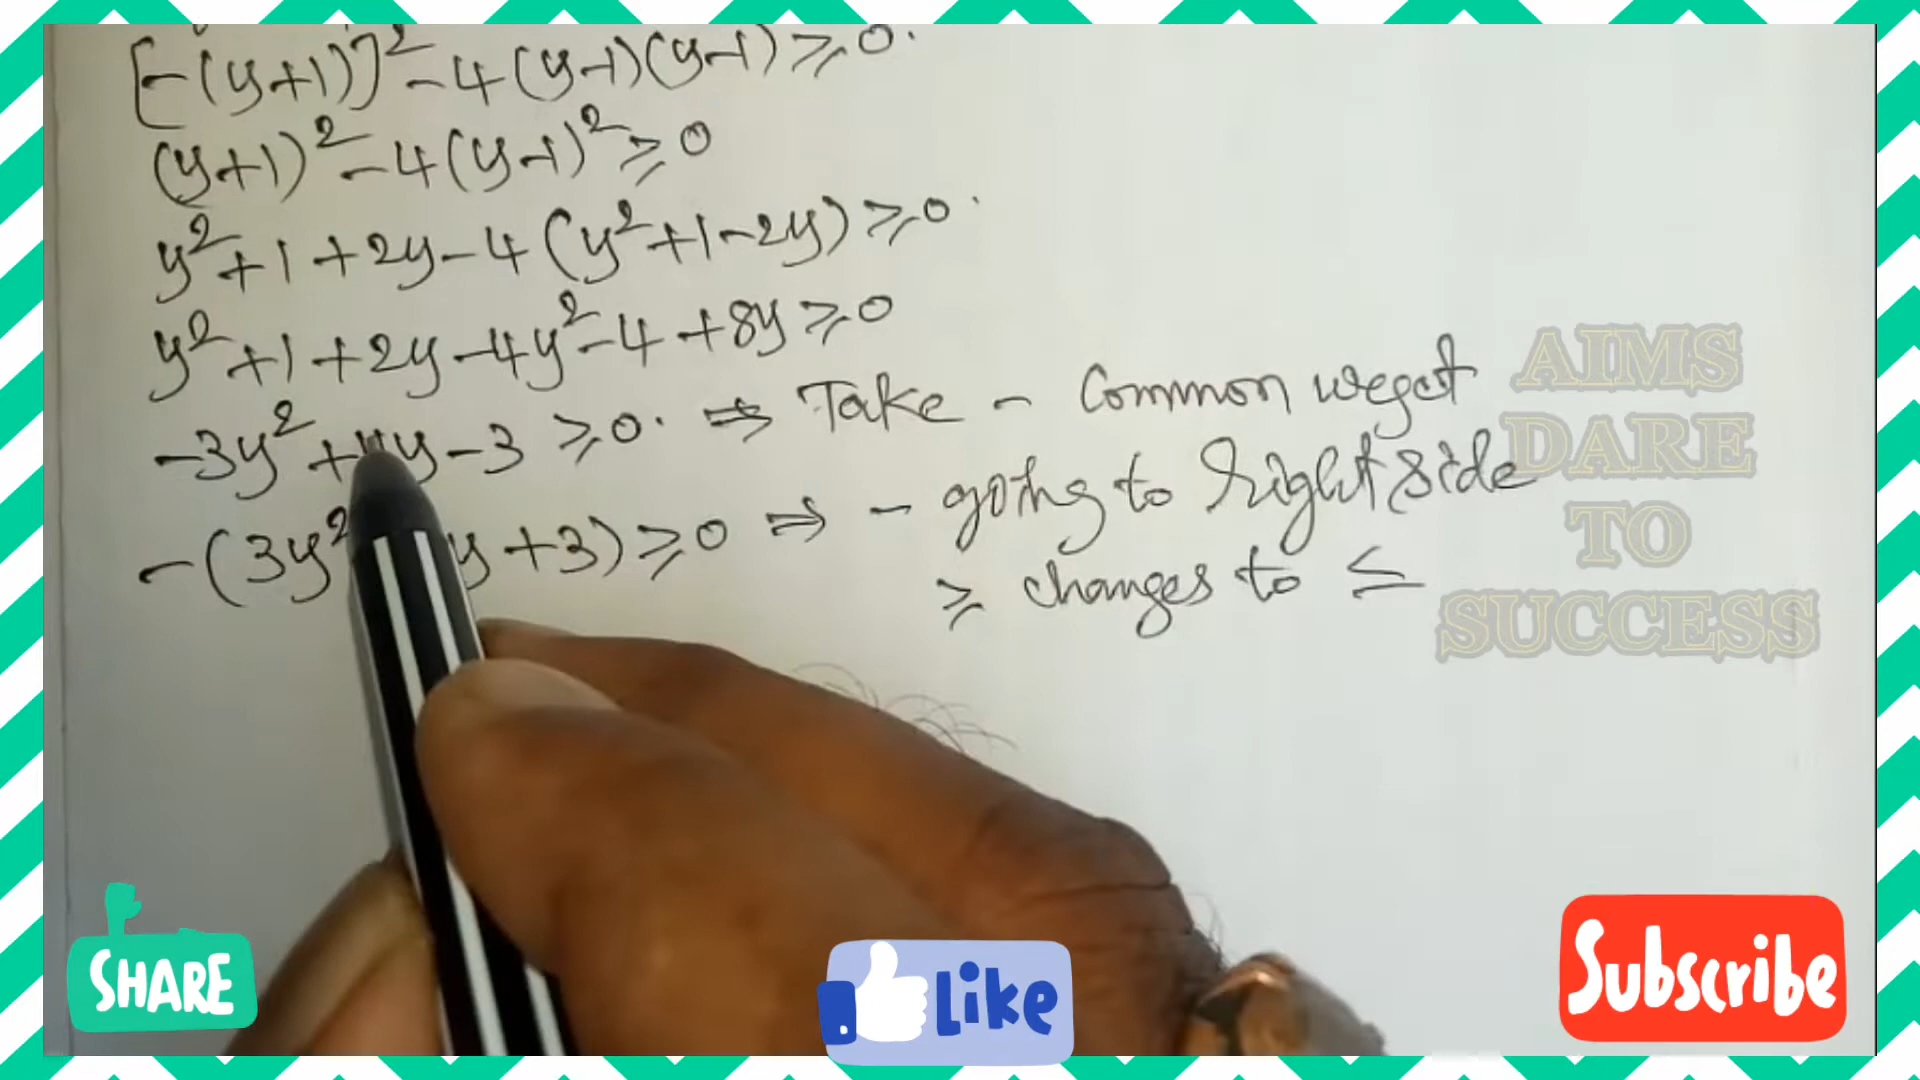 [-(y+1)]² - 4(y-1)(y-1) ≥ 0.
(y+1)² - 4(y-1)² ≥ 0
y² + 1 + 2y - 4(y² + 1 - 2y) ≥ 0.
y² + 1 + 2y - 4y² - 4 + 8y ≥ 0
-3y² + y - 3 ≥ 0. ⇒ Take - Common we get
-(3y² y + 3) ≥ 0 ⇒ - going to right side
≥ changes to ≤
AIMS
DARE
TO
SUCCESS
SHARE
Like
Subscribe